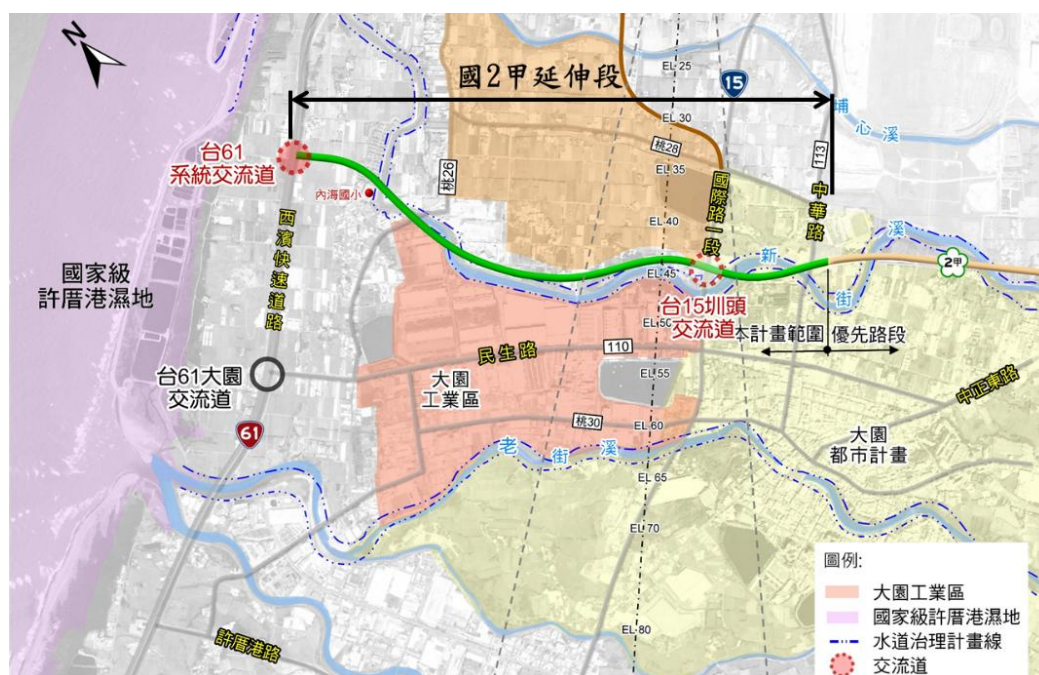 N
國2甲延伸段
EL 25
15
埔心溪
EL 30
台61
系統交流道
桃28
113
桃26
EL 35
內海國小
國際路一段
中華路
EL 40
西濱快速道路
新街溪
2甲
國家級
許厝港濕地
EL 45
台15圳頭
交流道
EL 50
本計畫範圍
優先路段
民生路
110
台61大園
交流道
大園
工業區
EL 55
中正東路
桃30
EL 60
61
大園
都市計畫
老街溪
EL 65
EL 70
圖例:
大園工業區
國家級許厝港濕地
水道治理計畫線
交流道
EL 80
許厝港路